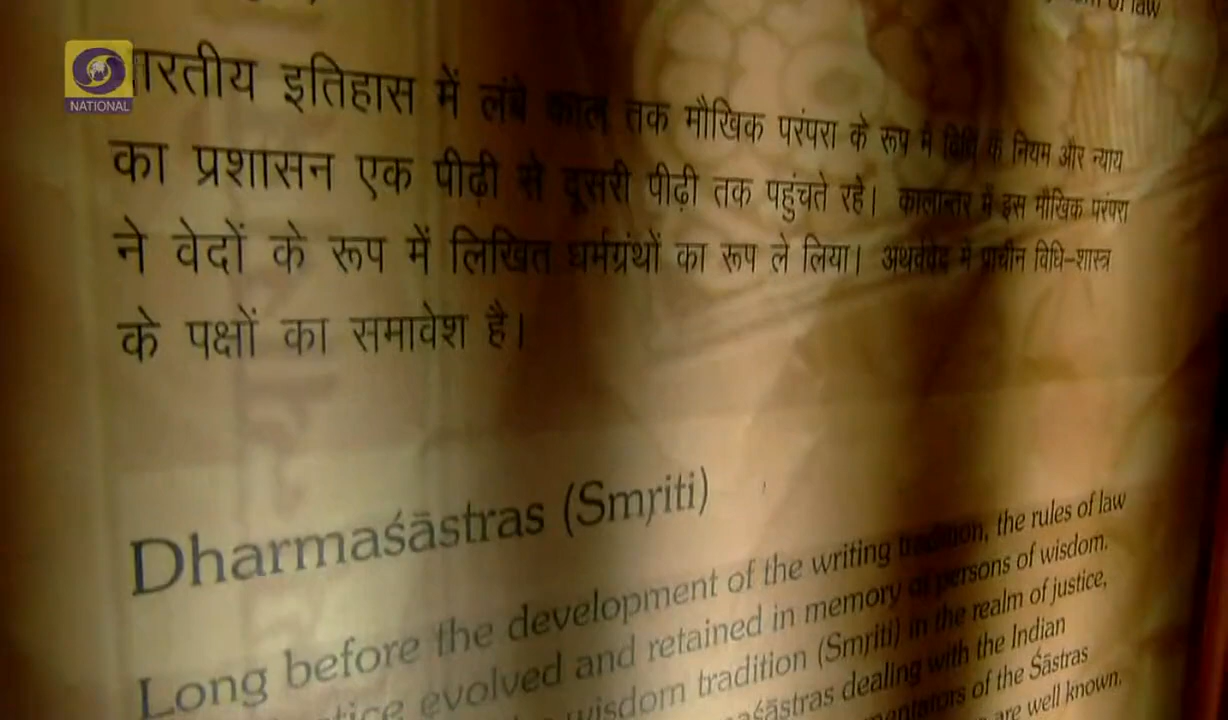 of law
NATIONAL
ारतीय इतिहास में लंबे काल तक मौखिक परंपरा के रूप में विधि के नियम और न्याय
का प्रशासन एक पीढ़ी से दूसरी पीढ़ी तक पहुंचते रहे। कालान्तर में इस मौखिक परंपरा
ने वेदों के रूप में लिखित धर्मग्रंथों का रूप ले लिया। अथर्ववेद में प्राचीन विधि-शास्त्र
के पक्षों का समावेश है।
Dharmaśāstras (Smṛiti)
Long before the development of the writing tradition, the rules of law
evolved and retained in memory of persons of wisdom.
wisdom tradition (Smṛiti) in the realm of justice,
dealing with the Indian
of the Śāstras
are well known.